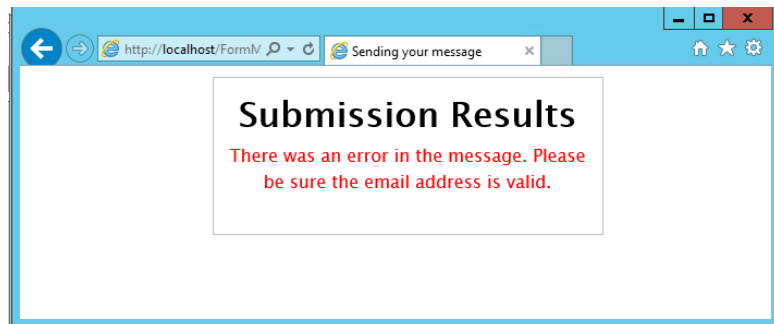 http://localhost/FormM
Sending your message
Submission Results
There was an error in the message. Please
be sure the email address is valid.